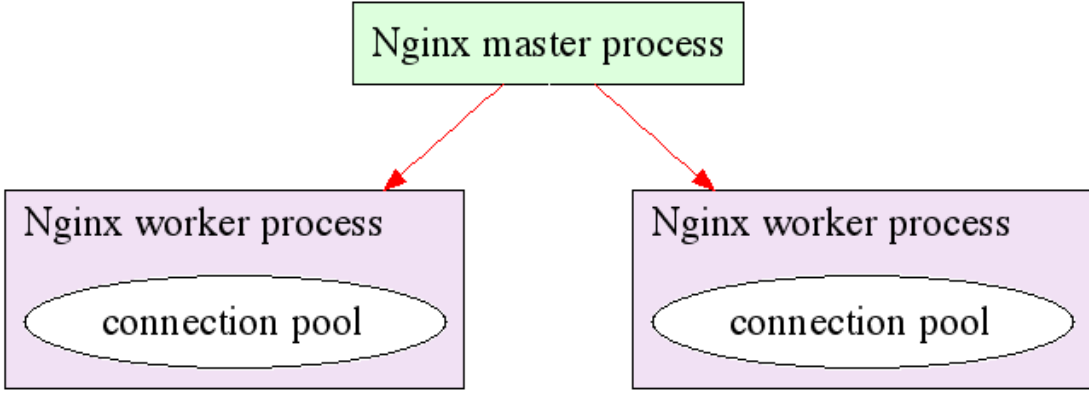 Nginx master process
Nginx worker process
connection pool
Nginx worker process
connection pool